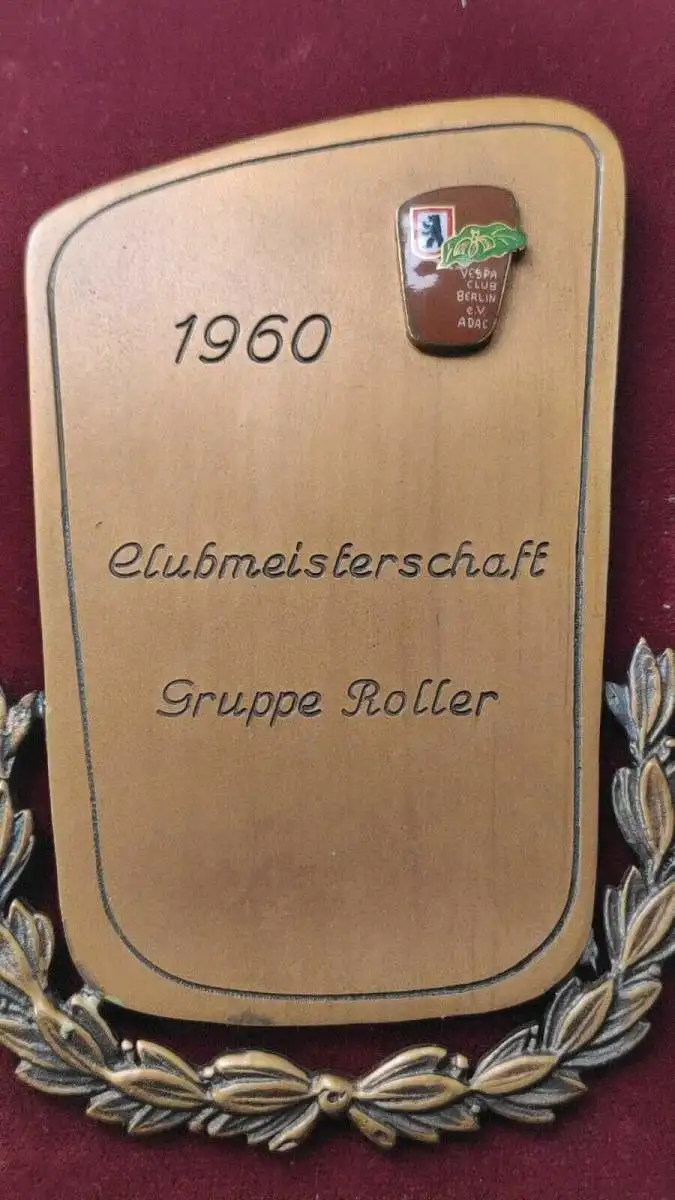 1960
VESPA
CLUB
BERLIN
e.V.
ADAC
Clubmeisterschaft
Gruppe Roller